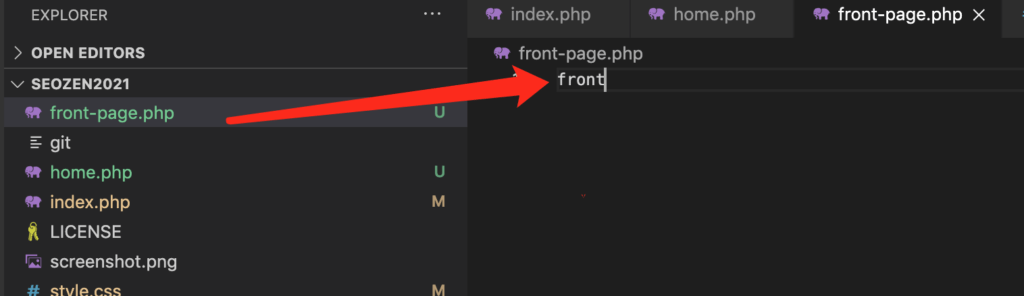 EXPLORER
···
OPEN EDITORS
SEOZEN2021
front-page.php U
git
home.php U
index.php M
LICENSE
screenshot.png
# style.css M
index.php
home.php
front-page.php
front-page.php
front